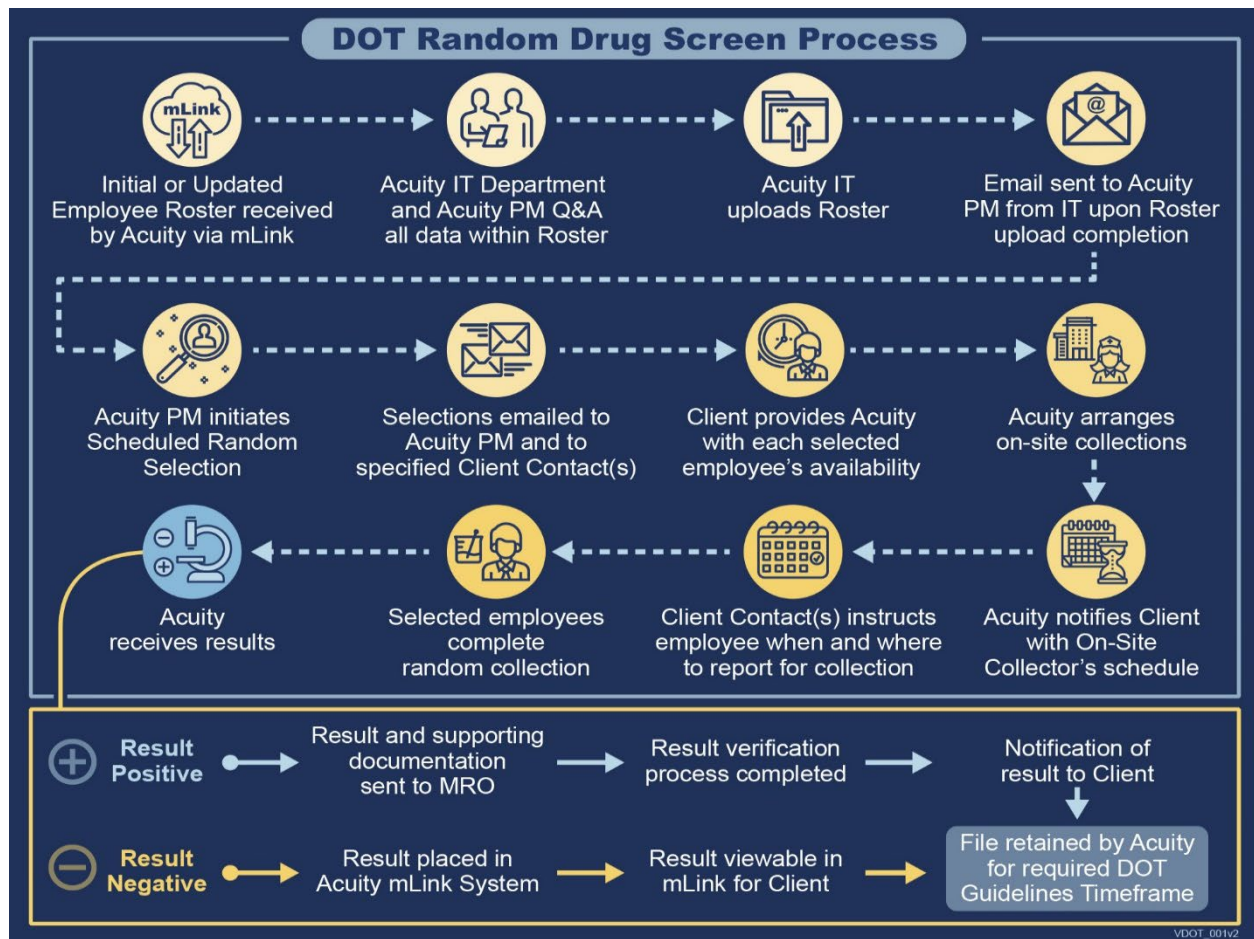 DOT Random Drug Screen Process
mLink
Initial or Updated
Employee Roster received
by Acuity via mLink
Acuity IT Department
and Acuity PM Q&A
all data within Roster
Acuity IT
uploads Roster
@
Email sent to Acuity
PM from IT upon Roster
upload completion
Acuity PM initiates
Scheduled Random
Selection
Selections emailed to
Acuity PM and to
specified Client Contact(s)
Client provides Acuity
with each selected
employee's availability
Acuity arranges
on-site collections
Acuity notifies Client
with On-Site
Collector's schedule
Client Contact(s) instructs
employee when and where
to report for collection
Selected employees
complete
random collection
Acuity
receives results
Result
Positive
Result and supporting
documentation
sent to MRO
Result verification
process completed
Notification of
result to Client
Result
Negative
Result placed in
Acuity mLink System
Result viewable in
mLink for Client
File retained by Acuity
for required DOT
Guidelines Timeframe
VDOT_001v2